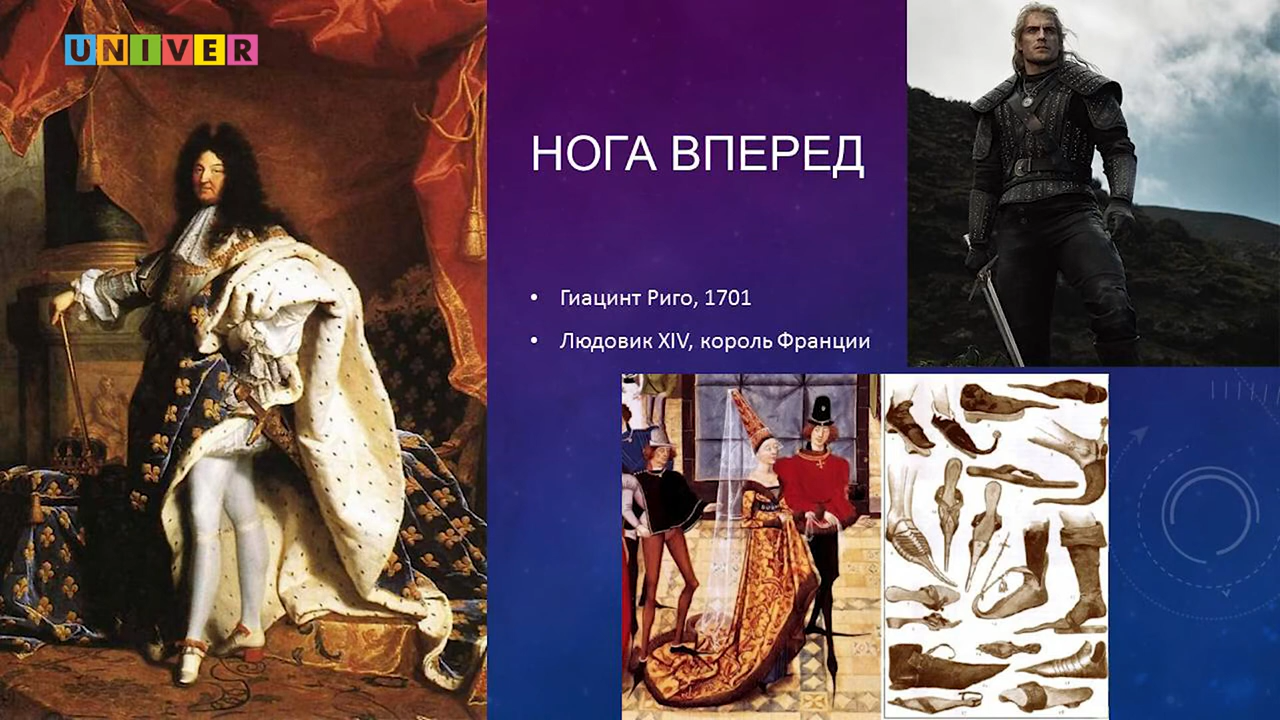 UNIVER
НОГА ВПЕРЕД
• Гиацинт Риго, 1701
• Людовик XIV, король Франции